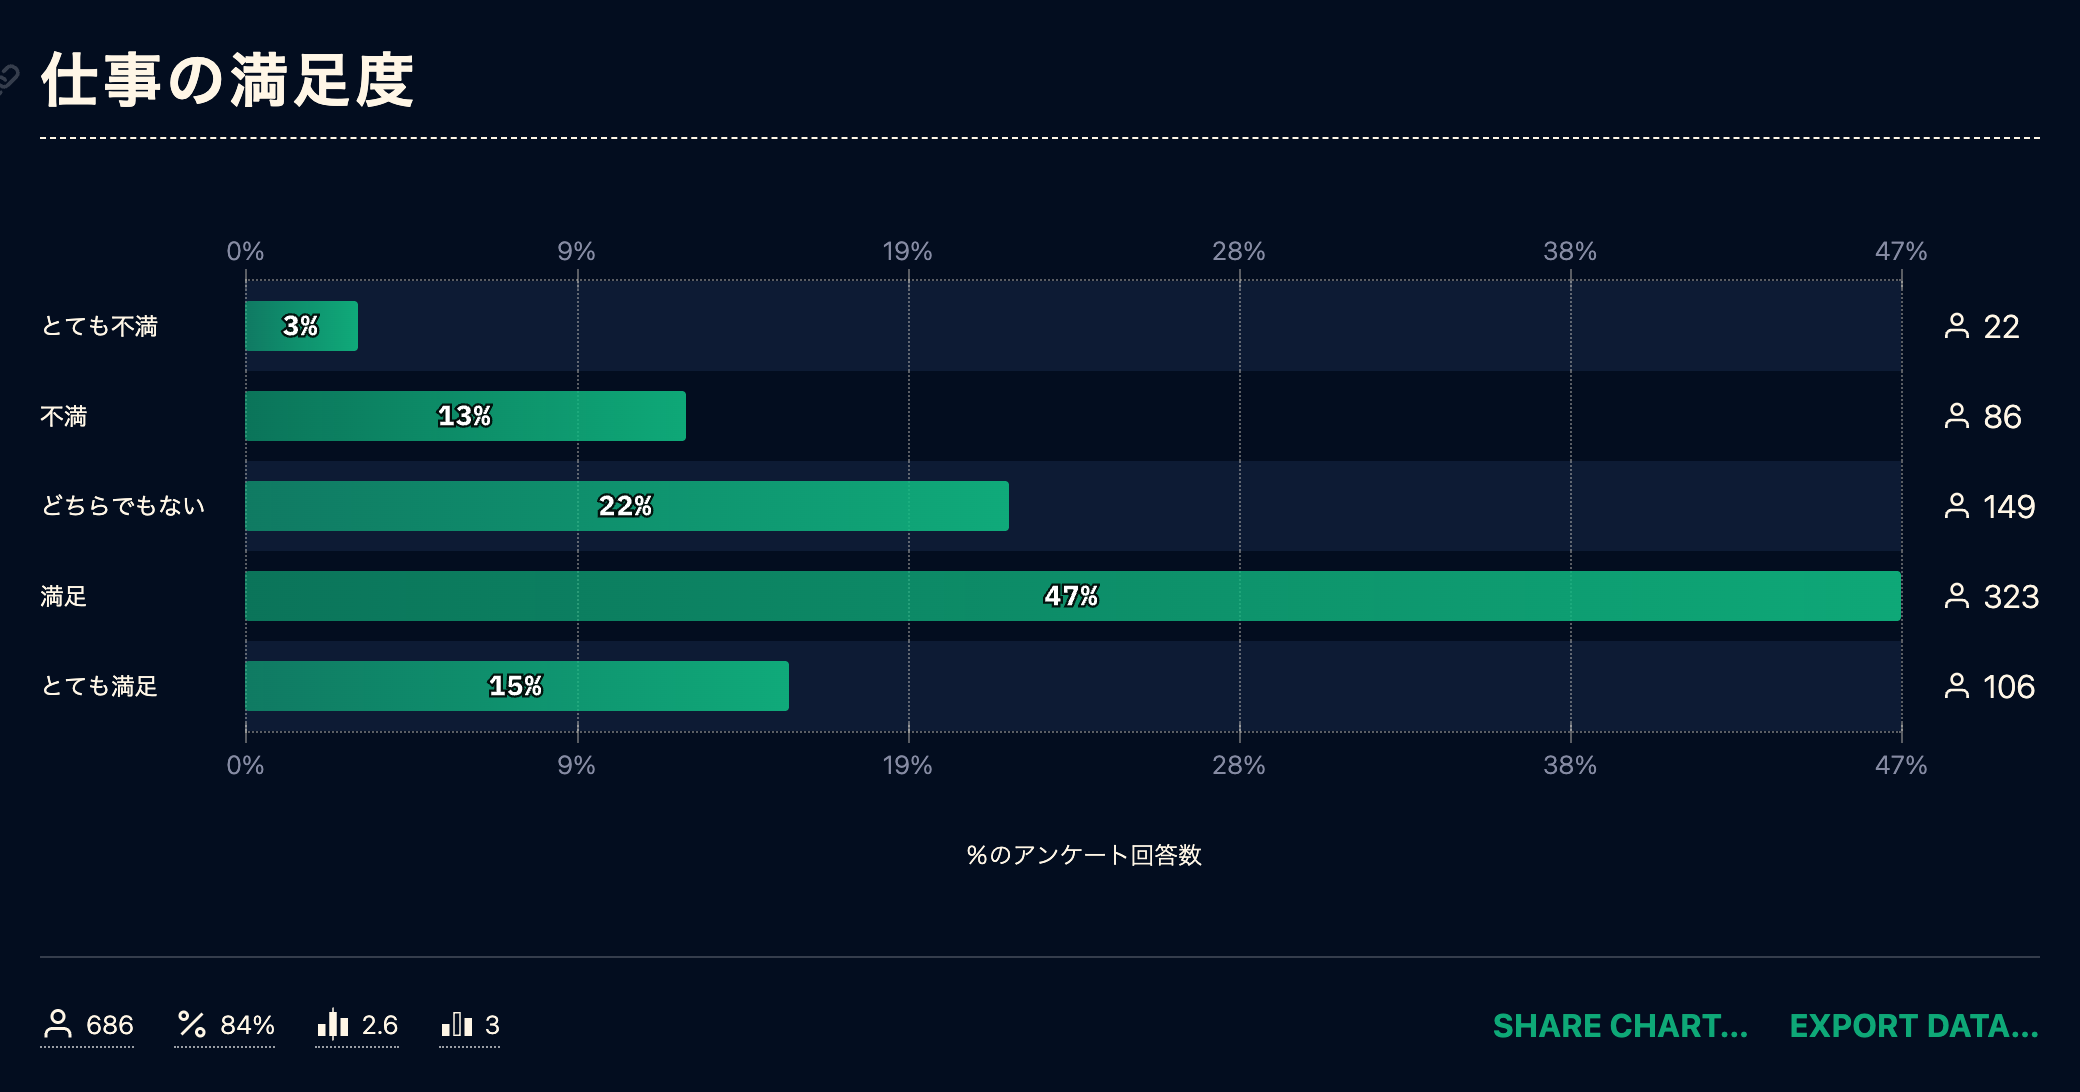 仕事の満足度
0% 9% 19% 28% 38% 47%
とても不満 3% 22
不満 13% 86
どちらでもない 22% 149
満足 47% 323
とても満足 15% 106
0% 9% 19% 28% 38% 47%
%のアンケート回答数
686 84% 2.6 3 SHARE CHART... EXPORT DATA...